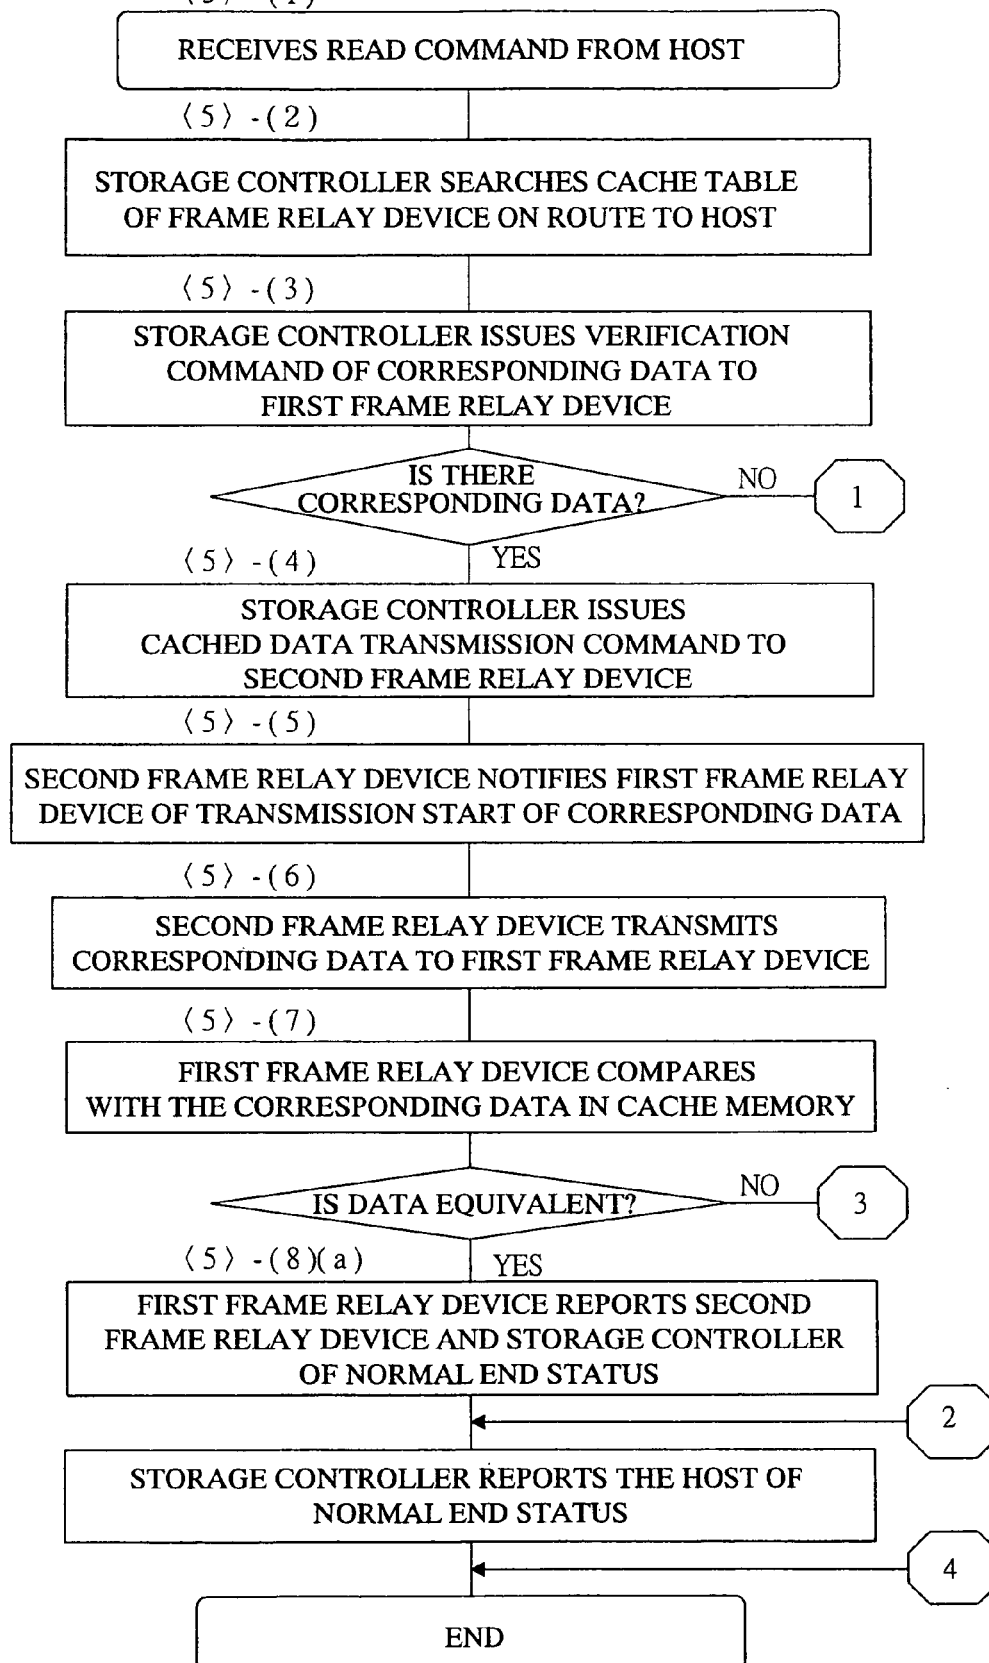 RECEIVES READ COMMAND FROM HOST
〈5〉-(2)
STORAGE CONTROLLER SEARCHES CACHE TABLE
OF FRAME RELAY DEVICE ON ROUTE TO HOST
〈5〉-(3)
STORAGE CONTROLLER ISSUES VERIFICATION
COMMAND OF CORRESPONDING DATA TO
FIRST FRAME RELAY DEVICE
IS THERE
CORRESPONDING DATA?
NO
1
〈5〉-(4)
YES
STORAGE CONTROLLER ISSUES
CACHED DATA TRANSMISSION COMMAND TO
SECOND FRAME RELAY DEVICE
〈5〉-(5)
SECOND FRAME RELAY DEVICE NOTIFIES FIRST FRAME RELAY
DEVICE OF TRANSMISSION START OF CORRESPONDING DATA
〈5〉-(6)
SECOND FRAME RELAY DEVICE TRANSMITS
CORRESPONDING DATA TO FIRST FRAME RELAY DEVICE
〈5〉-(7)
FIRST FRAME RELAY DEVICE COMPARES
WITH THE CORRESPONDING DATA IN CACHE MEMORY
IS DATA EQUIVALENT?
NO
3
〈5〉-(8)(a)
YES
FIRST FRAME RELAY DEVICE REPORTS SECOND
FRAME RELAY DEVICE AND STORAGE CONTROLLER
OF NORMAL END STATUS
2
STORAGE CONTROLLER REPORTS THE HOST OF
NORMAL END STATUS
4
END